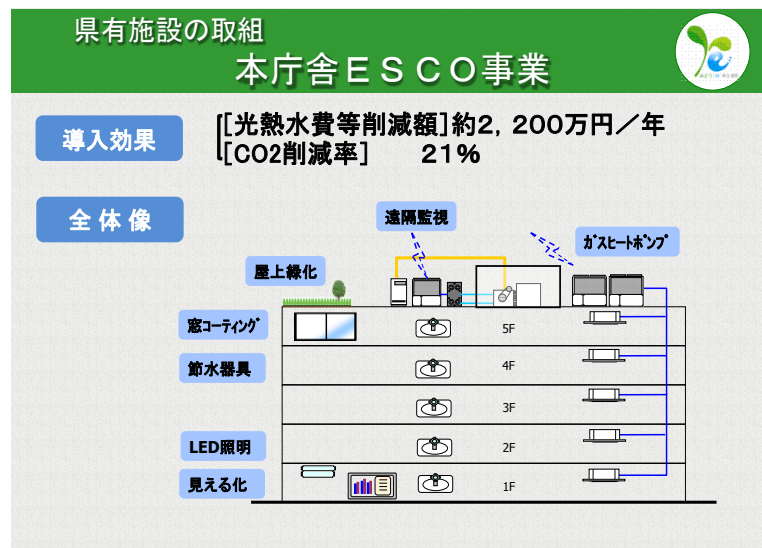 県有施設の取組
本庁舎ＥＳＣＯ事業
導入効果
[光熱水費等削減額]約２，２００万円／年
[CO2削減率]　　２１％
全体像
遠隔監視
ｶﾞｽﾋｰﾄﾎﾟﾝﾌﾟ
屋上緑化
窓ｺｰﾃｨﾝｸﾞ
5F
節水器具
4F
3F
LED照明
2F
見える化
1F